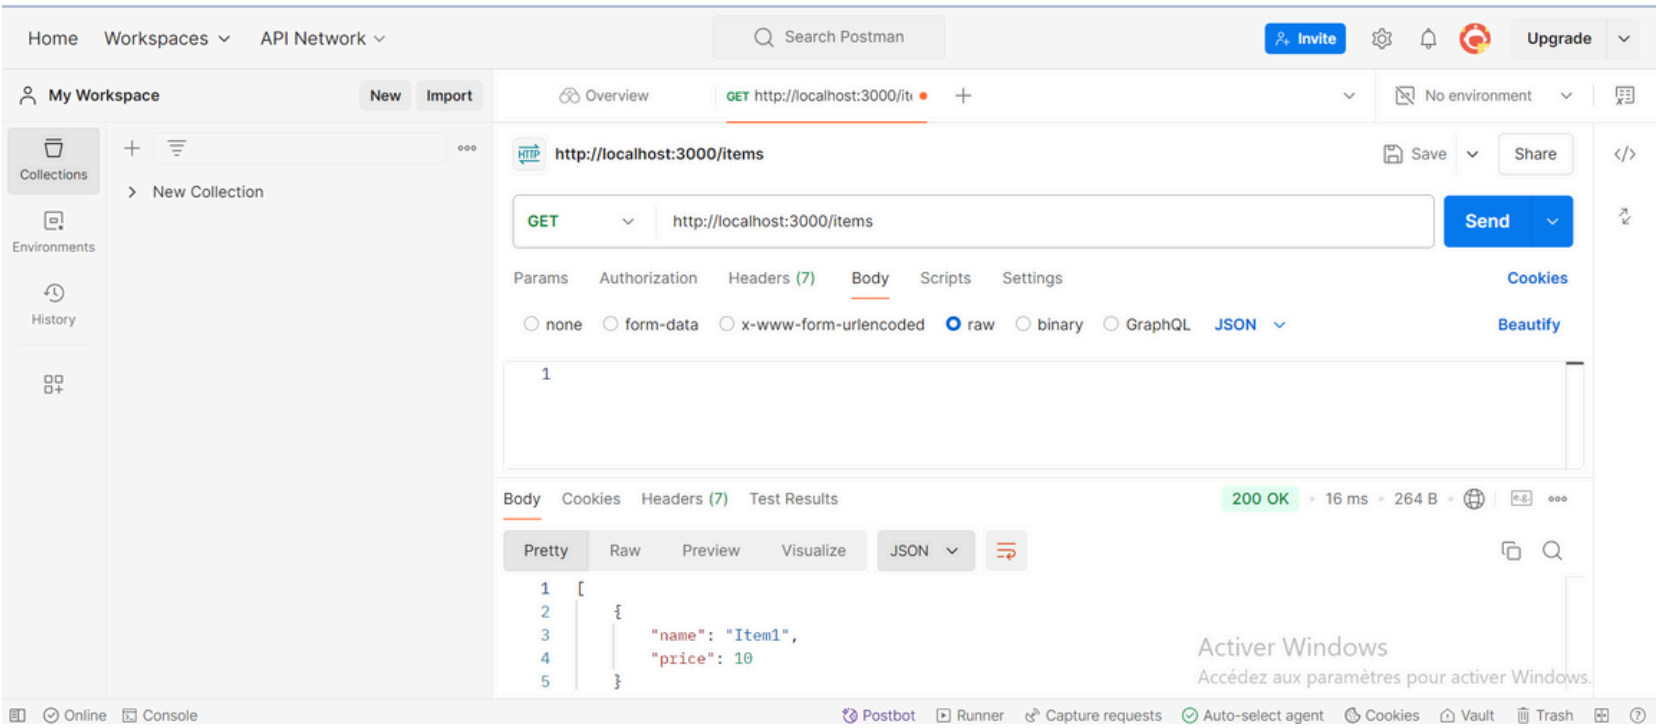 Home Workspaces API Network Search Postman Invite Upgrade
My Workspace New Import Overview GET http://localhost:3000/ite No environment
Collections
New Collection
Environments
History
HTTP http://localhost:3000/items Save Share
GET http://localhost:3000/items Send
Params Authorization Headers (7) Body Scripts Settings Cookies
none form-data x-www-form-urlencoded raw binary GraphQL JSON Beautify
1
Body Cookies Headers (7) Test Results 200 OK 16 ms 264 B e.g.
Pretty Raw Preview Visualize JSON
1 [
2 {
3 "name": "Item1",
4 "price": 10
5 }
Activer Windows
Accédez aux paramètres pour activer Windows.
Online Console Postbot Runner Capture requests Auto-select agent Cookies Vault Trash